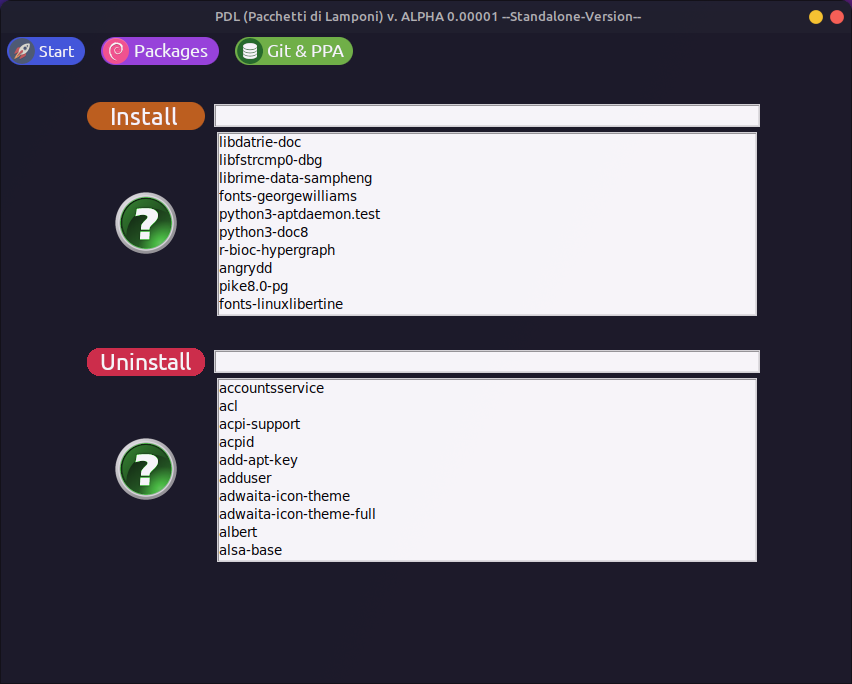 PDL (Pacchetti di Lamponi) v. ALPHA 0.00001 --Standalone-Version--
Start Packages Git & PPA
Install
libdatrie-doc
libfstrcmp0-dbg
librime-data-sampheng
fonts-georgewilliams
python3-aptdaemon.test
python3-doc8
r-bioc-hypergraph
angrydd
pike8.0-pg
fonts-linuxlibertine
?
Uninstall
accountsservice
acl
acpi-support
acpid
add-apt-key
adduser
adwaita-icon-theme
adwaita-icon-theme-full
albert
alsa-base
?